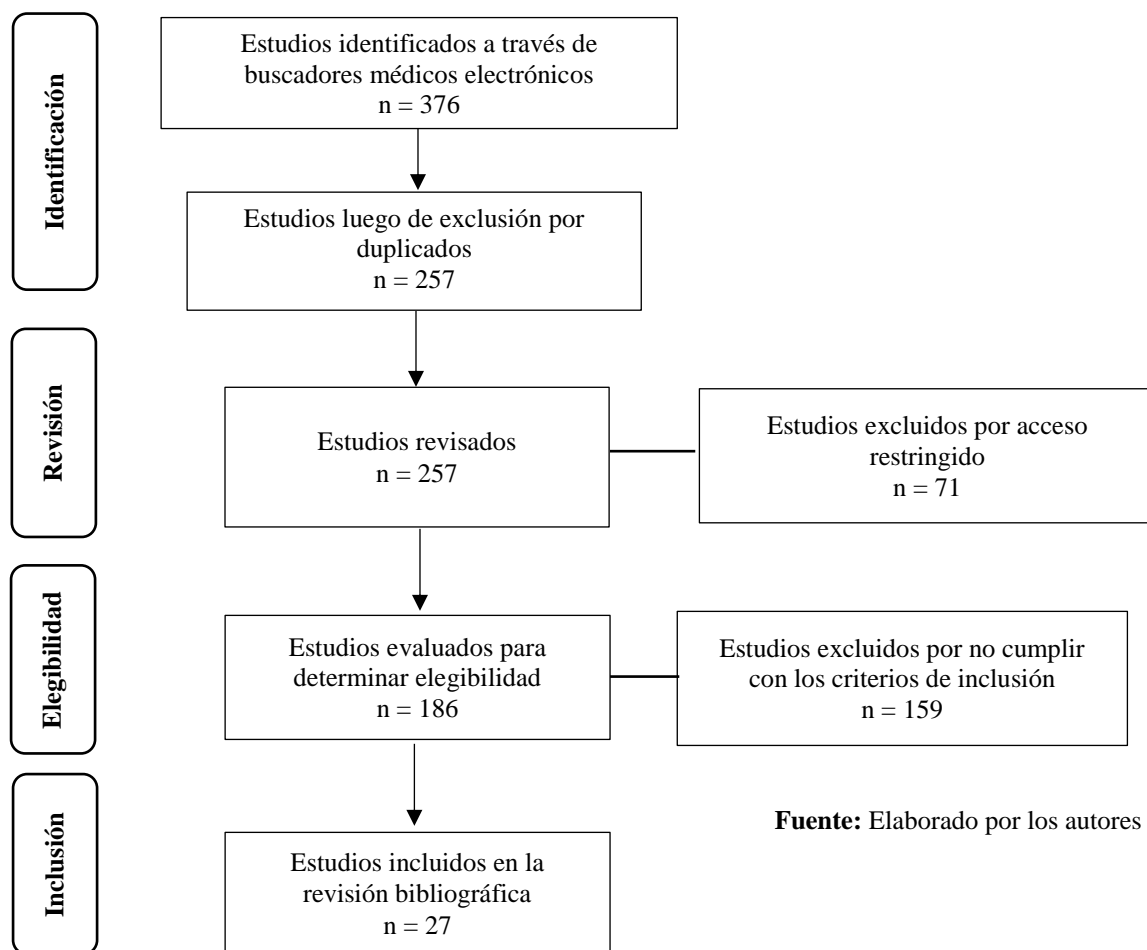 Identificación
Estudios identificados a través de
buscadores médicos electrónicos
n = 376
Estudios luego de exclusión por
duplicados
n = 257
Revisión
Estudios revisados
n = 257
Estudios excluidos por acceso
restringido
n = 71
Elegibilidad
Estudios evaluados para
determinar elegibilidad
n = 186
Estudios excluidos por no cumplir
con los criterios de inclusión
n = 159
Inclusión
Estudios incluidos en la
revisión bibliográfica
n = 27
Fuente: Elaborado por los autores